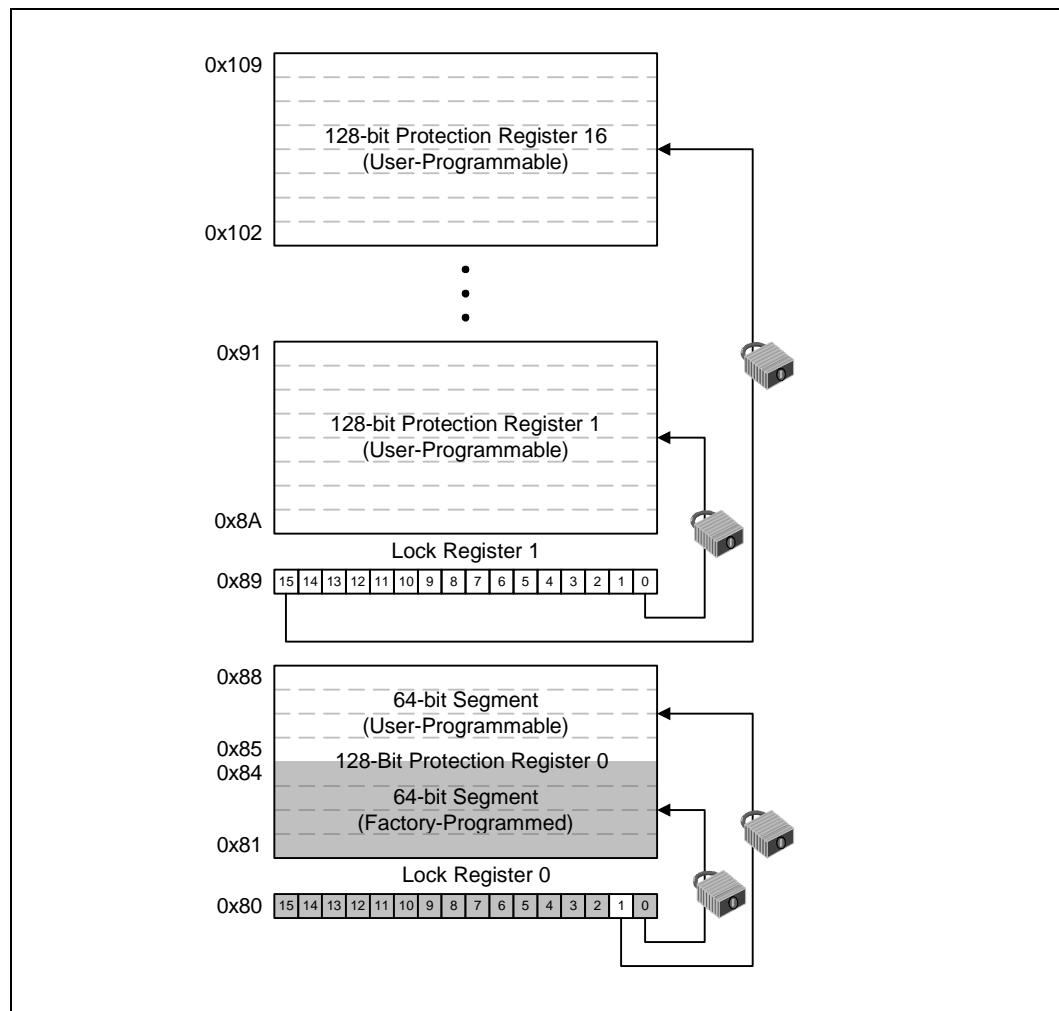 0x109
128-bit Protection Register 16
(User-Programmable)
0x102
0x91
128-bit Protection Register 1
(User-Programmable)
0x8A
Lock Register 1
0x89 15 14 13 12 11 10 9 8 7 6 5 4 3 2 1 0
0x88
64-bit Segment
(User-Programmable)
0x85
128-Bit Protection Register 0
0x84
64-bit Segment
(Factory-Programmed)
0x81
Lock Register 0
0x80 15 14 13 12 11 10 9 8 7 6 5 4 3 2 1 0